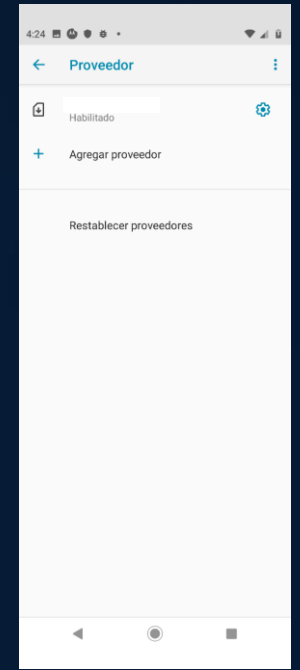 4:24
Proveedor
Habilitado
Agregar proveedor
Restablecer proveedores